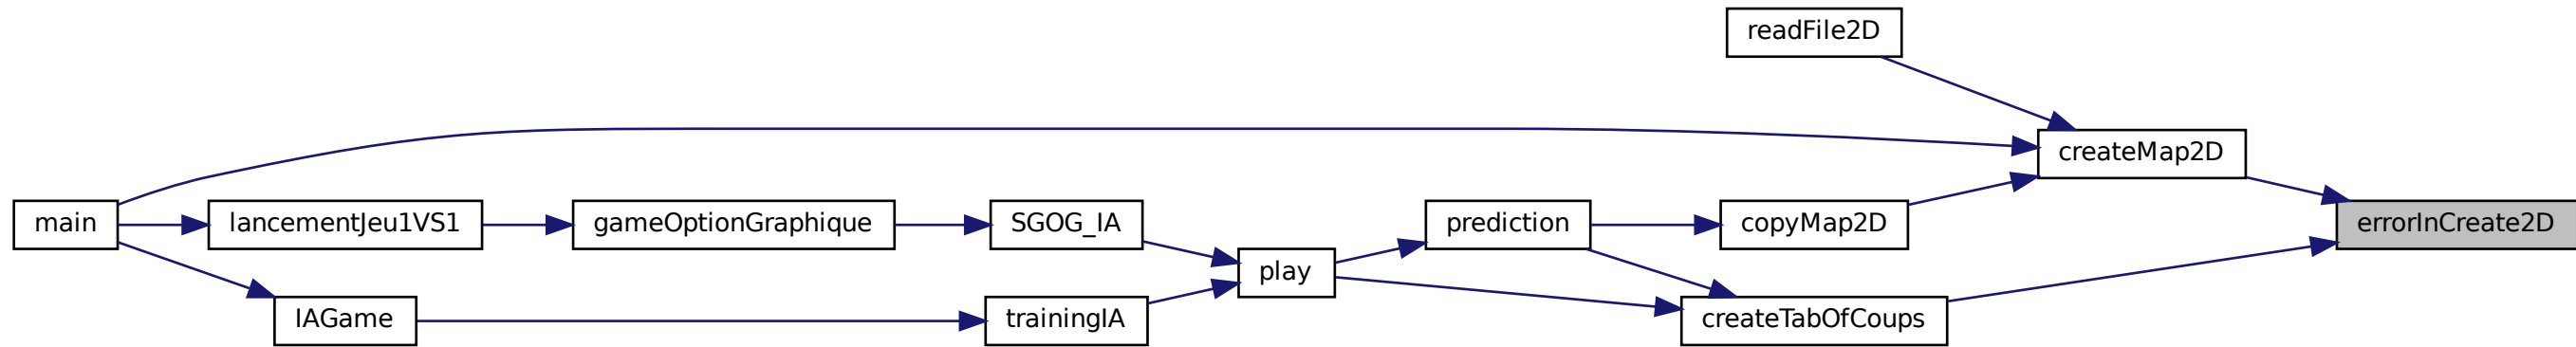 readFile2D
createMap2D
main
lancementJeu1VS1
gameOptionGraphique
SGOG_IA
prediction
copyMap2D
errorInCreate2D
play
IAGame
trainingIA
createTabOfCoups